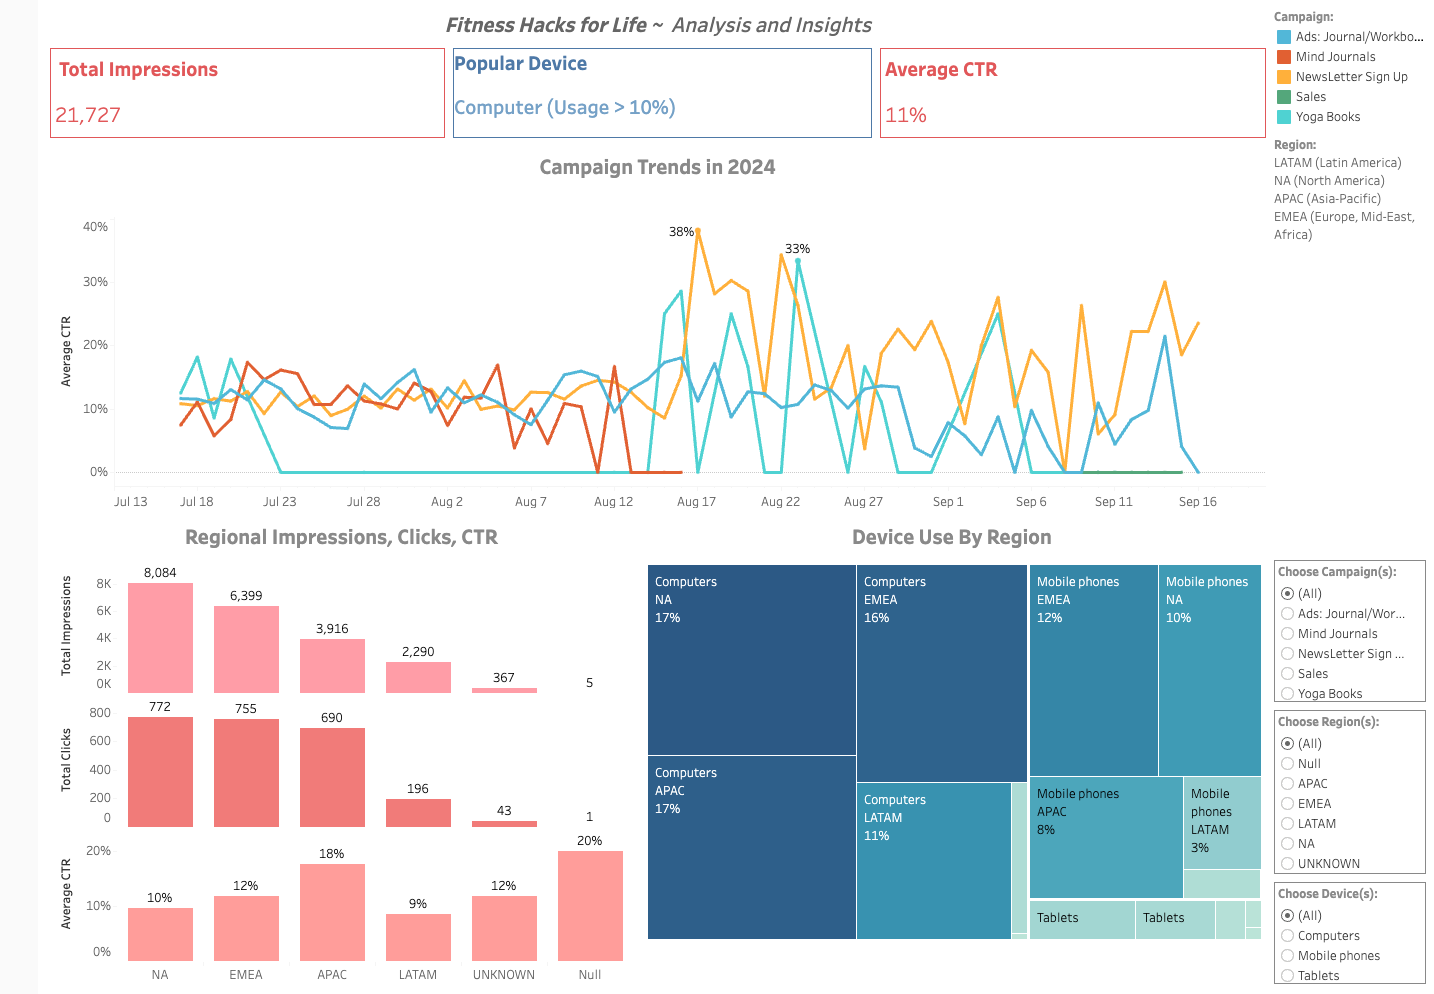 Fitness Hacks for Life ~ Analysis and Insights
Total Impressions
21,727
Popular Device
Computer (Usage > 10%)
Average CTR
11%
Campaign:
Ads: Journal/Workbo...
Mind Journals
NewsLetter Sign Up
Sales
Yoga Books
Region:
LATAM (Latin America)
NA (North America)
APAC (Asia-Pacific)
EMEA (Europe, Mid-East,
Africa)
Campaign Trends in 2024
Average CTR
40%
30%
20%
10%
0%
38%
33%
Jul 13
Jul 18
Jul 23
Jul 28
Aug 2
Aug 7
Aug 12
Aug 17
Aug 22
Aug 27
Sep 1
Sep 6
Sep 11
Sep 16
Regional Impressions, Clicks, CTR
Total Impressions
8K
6K
4K
2K
0K
8,084
6,399
3,916
2,290
367
5
Total Clicks
800
600
400
200
0
772
755
690
196
43
1
Average CTR
20%
10%
0%
10%
12%
18%
9%
12%
20%
NA
EMEA
APAC
LATAM
UNKNOWN
Null
Device Use By Region
Computers
NA
17%
Computers
EMEA
16%
Mobile phones
EMEA
12%
Mobile phones
NA
10%
Computers
APAC
17%
Computers
LATAM
11%
Mobile phones
APAC
8%
Mobile
phones
LATAM
3%
Tablets
Tablets
Choose Campaign(s):
(All)
Ads: Journal/Wor...
Mind Journals
NewsLetter Sign ...
Sales
Yoga Books
Choose Region(s):
(All)
Null
APAC
EMEA
LATAM
NA
UNKNOWN
Choose Device(s):
(All)
Computers
Mobile phones
Tablets